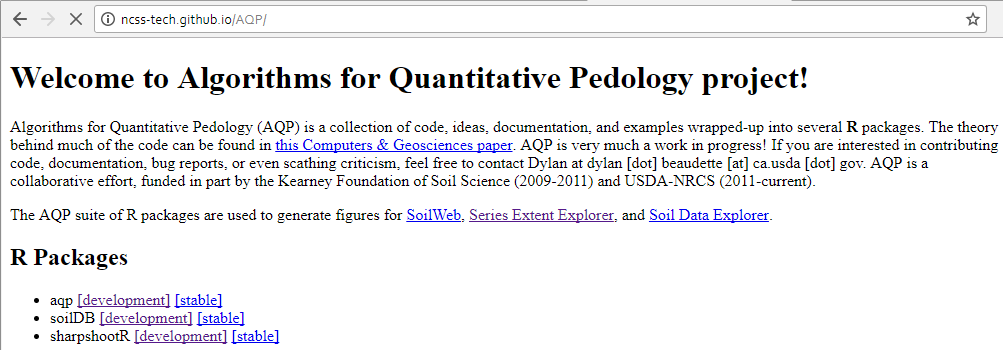 ncss-tech.github.io/AQP/
Welcome to Algorithms for Quantitative Pedology project!
Algorithms for Quantitative Pedology (AQP) is a collection of code, ideas, documentation, and examples wrapped-up into several R packages. The theory
behind much of the code can be found in this Computers & Geosciences paper. AQP is very much a work in progress! If you are interested in contributing
code, documentation, bug reports, or even scathing criticism, feel free to contact Dylan at dylan [dot] beaudette [at] ca.usda [dot] gov. AQP is a
collaborative effort, funded in part by the Kearney Foundation of Soil Science (2009-2011) and USDA-NRCS (2011-current).
The AQP suite of R packages are used to generate figures for SoilWeb, Series Extent Explorer, and Soil Data Explorer.
R Packages
• aqp [development] [stable]
• soilDB [development] [stable]
• sharpshootR [development] [stable]